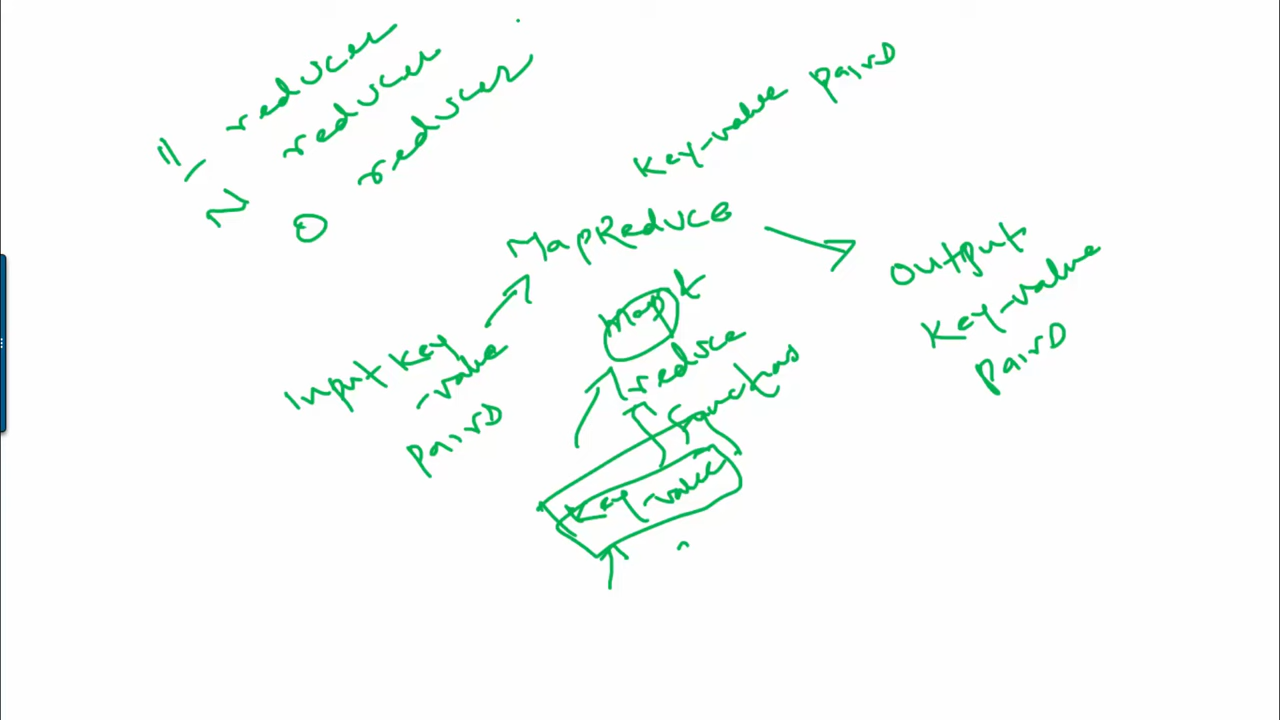 1 reducer
N reducer
0 reducer
Key-value pairs
MapReduce
Input Key
-value
pairs
Map &
reduce
functions
Key-value
Output
Key-value
pairs